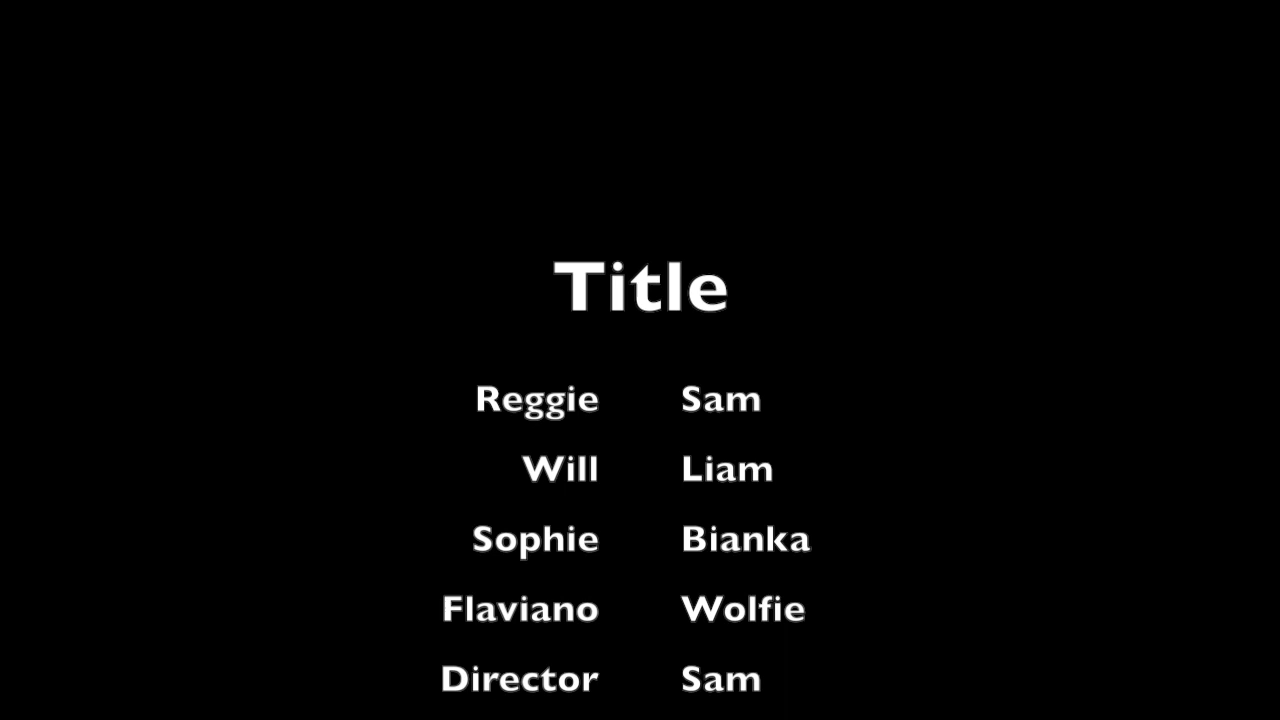 Title
Reggie Sam
Will Liam
Sophie Bianka
Flaviano Wolfie
Director Sam